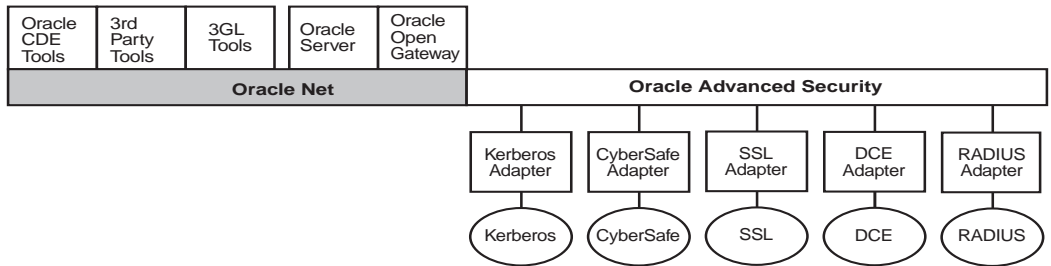 Oracle
CDE
Tools
3rd
Party
Tools
3GL
Tools
Oracle
Server
Oracle
Open
Gateway
Oracle Net
Oracle Advanced Security
Kerberos
Adapter
CyberSafe
Adapter
SSL
Adapter
DCE
Adapter
RADIUS
Adapter
Kerberos
CyberSafe
SSL
DCE
RADIUS